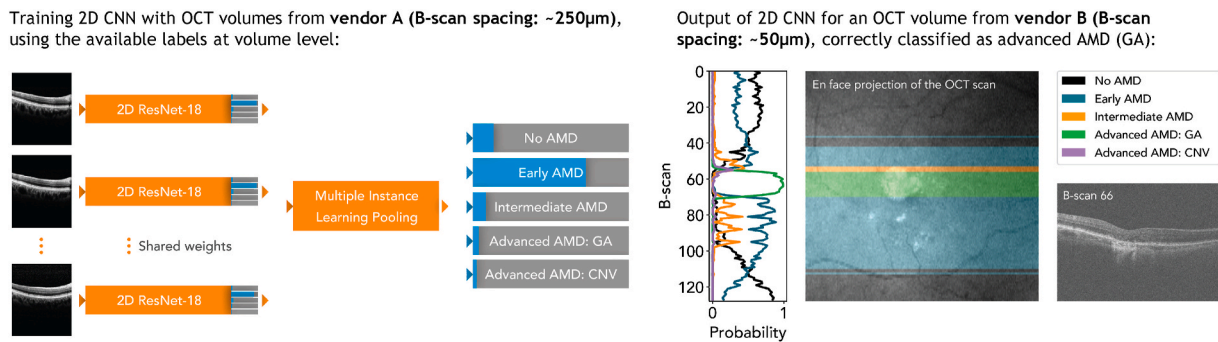 Training 2D CNN with OCT volumes from vendor A (B-scan spacing: ~250µm),
using the available labels at volume level:
2D ResNet-18
2D ResNet-18
Shared weights
2D ResNet-18
Multiple Instance
Learning Pooling
No AMD
Early AMD
Intermediate AMD
Advanced AMD: GA
Advanced AMD: CNV
Output of 2D CNN for an OCT volume from vendor B (B-scan
spacing: ~50µm), correctly classified as advanced AMD (GA):
B-scan
0
20
40
60
80
100
120
0
1
Probability
En face projection of the OCT scan
No AMD
Early AMD
Intermediate AMD
Advanced AMD: GA
Advanced AMD: CNV
B-scan 66